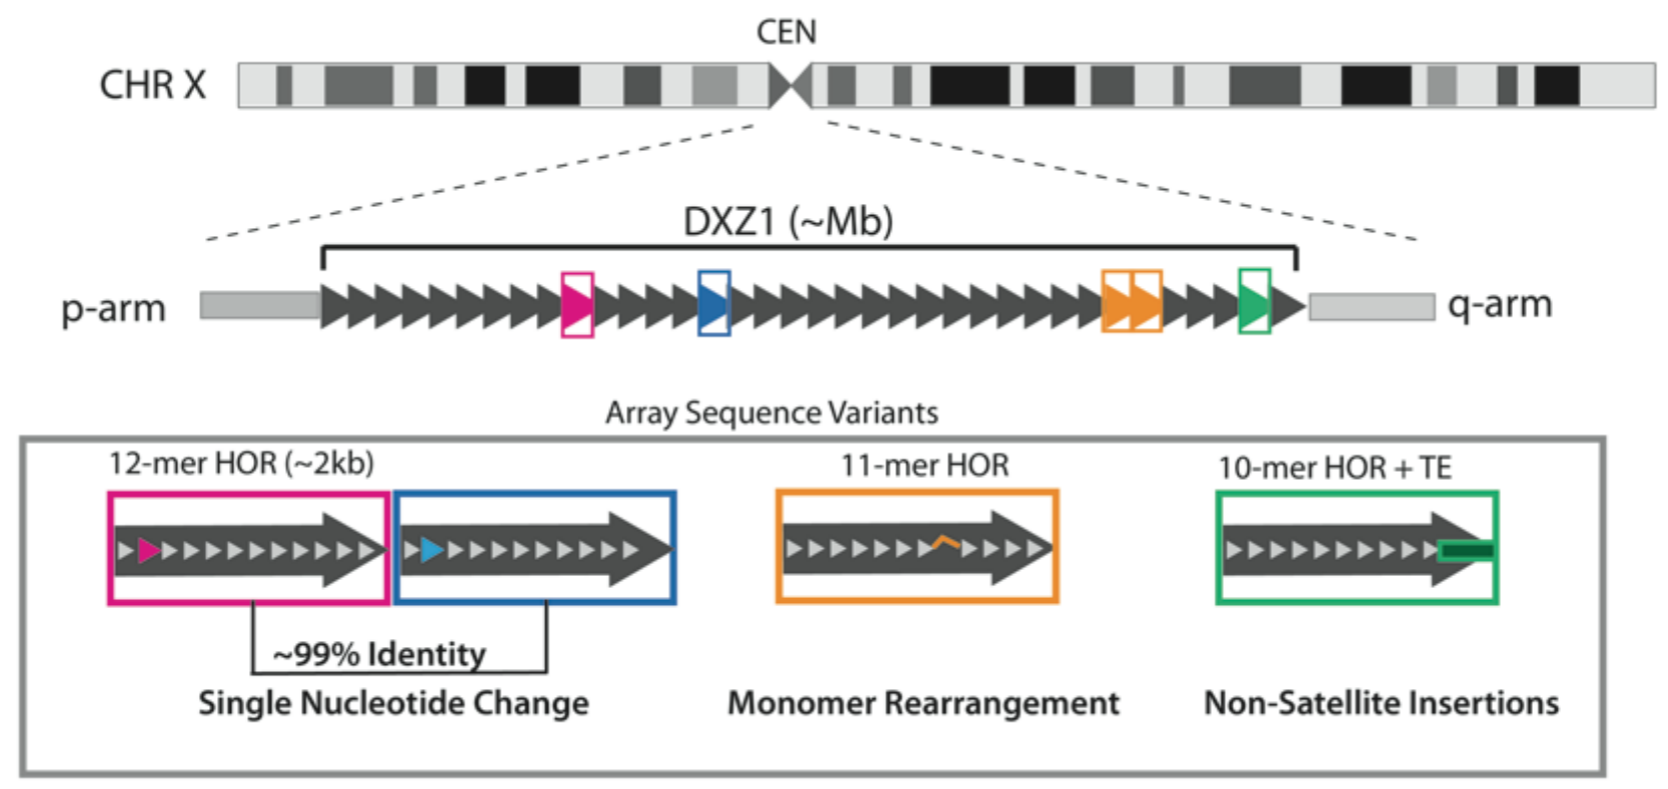 CEN
CHR X
DXZ1 (~Mb)
p-arm
q-arm
Array Sequence Variants
12-mer HOR (~2kb)
11-mer HOR
10-mer HOR + TE
~99% Identity
Single Nucleotide Change
Monomer Rearrangement
Non-Satellite Insertions